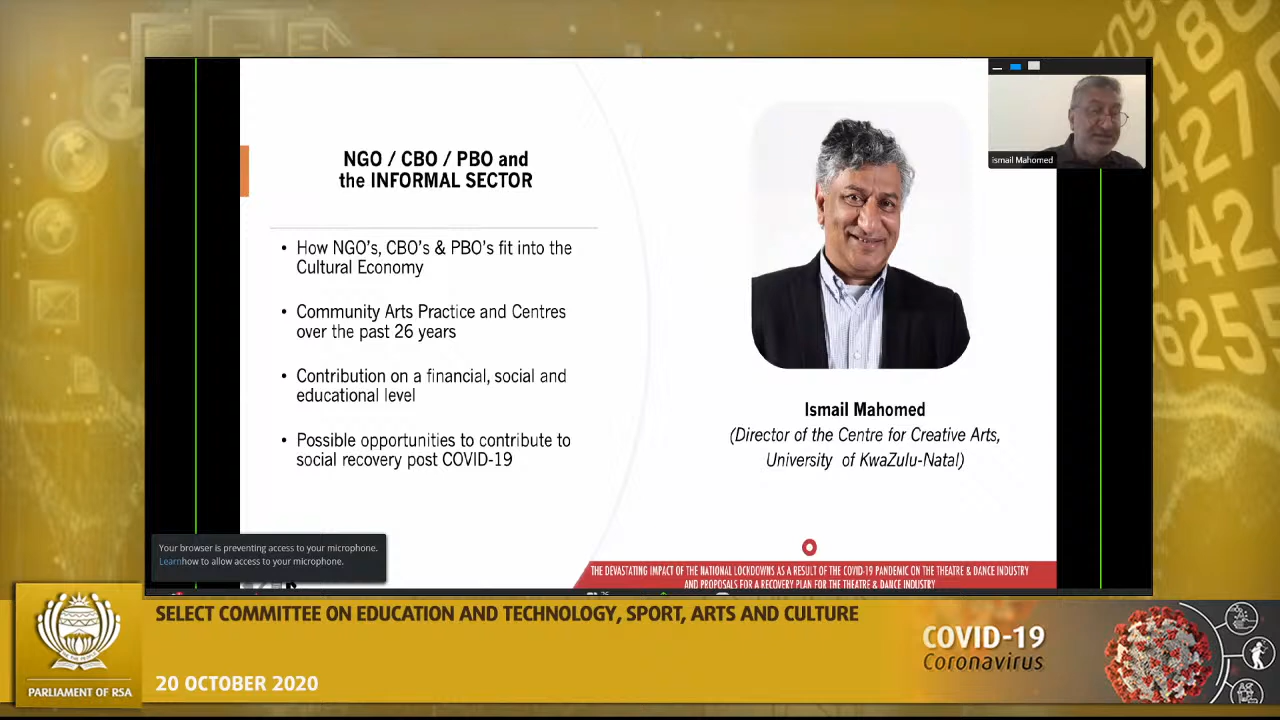 NGO / CBO / PBO and
the INFORMAL SECTOR
• How NGO's, CBO's & PBO's fit into the
Cultural Economy
• Community Arts Practice and Centres
over the past 26 years
• Contribution on a financial, social and
educational level
• Possible opportunities to contribute to
social recovery post COVID-19
ismail Mahomed
Ismail Mahomed
(Director of the Centre for Creative Arts,
University of KwaZulu-Natal)
Your browser is preventing access to your microphone.
Learnhow to allow access to your microphone.
THE DEVASTATING IMPACT OF THE NATIONAL LOCKDOWNS AS A RESULT OF THE COVID-19 PANDEMIC ON THE THEATRE & DANCE INDUSTRY
AND PROPOSALS FOR A RECOVERY PLAN FOR THE THEATRE & DANCE INDUSTRY
PARLIAMENT OF RSA
SELECT COMMITTEE ON EDUCATION AND TECHNOLOGY, SPORT, ARTS AND CULTURE
20 OCTOBER 2020
COVID-19
Coronavirus